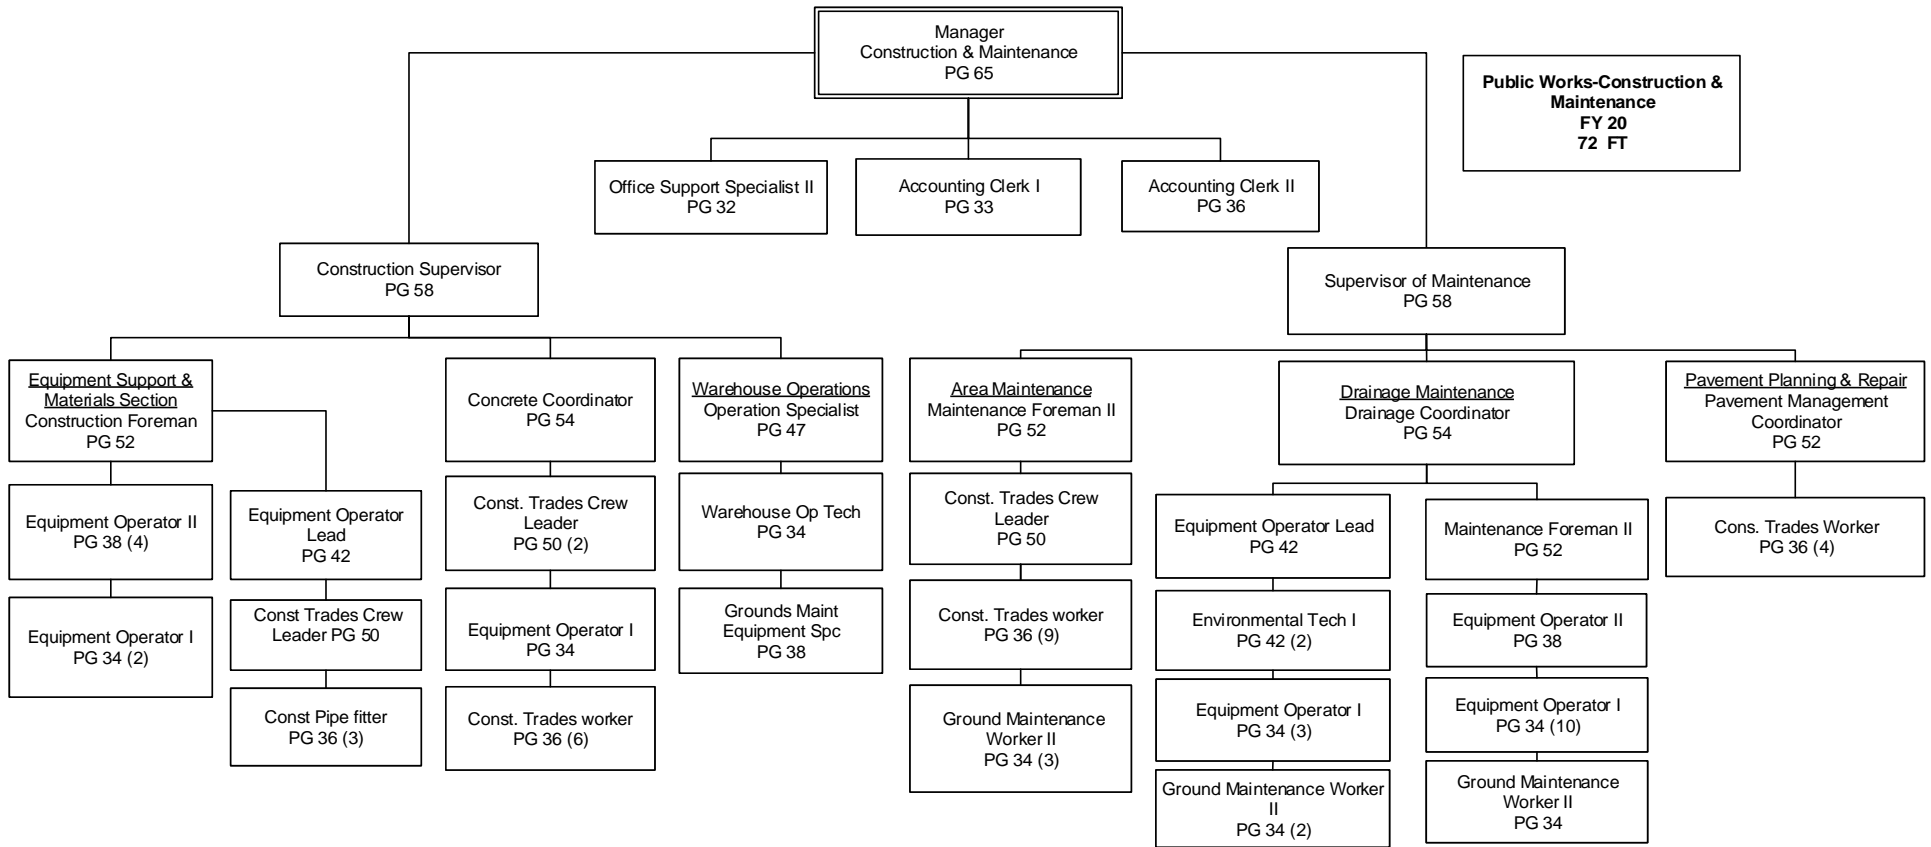 Manager
Construction & Maintenance
PG 65
Public Works-Construction &
Maintenance
FY 20
72 FT
Office Support Specialist II
PG 32
Accounting Clerk I
PG 33
Accounting Clerk II
PG 36
Construction Supervisor
PG 58
Supervisor of Maintenance
PG 58
Equipment Support &
Materials Section
Construction Foreman
PG 52
Concrete Coordinator
PG 54
Warehouse Operations
Operation Specialist
PG 47
Area Maintenance
Maintenance Foreman II
PG 52
Drainage Maintenance
Drainage Coordinator
PG 54
Pavement Planning & Repair
Pavement Management
Coordinator
PG 52
Equipment Operator II
PG 38 (4)
Equipment Operator
Lead
PG 42
Const. Trades Crew
Leader
PG 50 (2)
Warehouse Op Tech
PG 34
Const. Trades Crew
Leader
PG 50
Equipment Operator Lead
PG 42
Maintenance Foreman II
PG 52
Cons. Trades Worker
PG 36 (4)
Equipment Operator I
PG 34 (2)
Const Trades Crew
Leader PG 50
Equipment Operator I
PG 34
Grounds Maint
Equipment Spc
PG 38
Const. Trades worker
PG 36 (9)
Environmental Tech I
PG 42 (2)
Equipment Operator II
PG 38
Const Pipe fitter
PG 36 (3)
Const. Trades worker
PG 36 (6)
Ground Maintenance
Worker II
PG 34 (3)
Equipment Operator I
PG 34 (3)
Equipment Operator I
PG 34 (10)
Ground Maintenance Worker
II
PG 34 (2)
Ground Maintenance
Worker II
PG 34